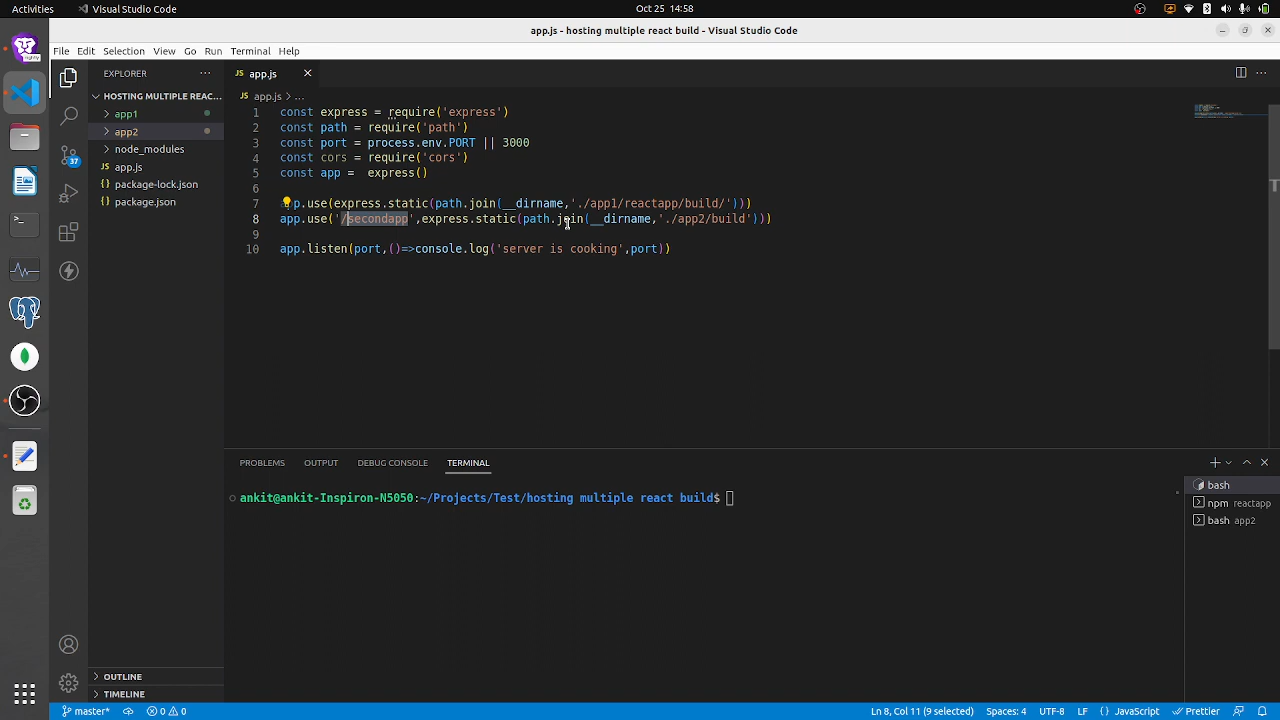 Activities
Visual Studio Code
Oct 25 14:58
app.js - hosting multiple react build - Visual Studio Code
File Edit Selection View Go Run Terminal Help
EXPLORER
app.js
HOSTING MULTIPLE REAC...
app.js > ...
app1
app2
node_modules
app.js
package-lock.json
package.json
1 const express = require('express')
2 const path = require('path')
3 const port = process.env.PORT || 3000
4 const cors = require('cors')
5 const app =  express()
6
7 p.use(express.static(path.join(__dirname,'./app1/reactapp/build/')))
8 app.use('/secondapp',express.static(path.join(__dirname,'./app2/build')))
9
10 app.listen(port,()=>console.log('server is cooking',port))
37
PROBLEMS OUTPUT DEBUG CONSOLE TERMINAL
ankit@ankit-Inspiron-N5050:~/Projects/Test/hosting multiple react build$
bash
npm reactapp
bash app2
OUTLINE
TIMELINE
master* 0 0 Ln 8, Col 11 (9 selected) Spaces: 4 UTF-8 LF {} JavaScript Prettier